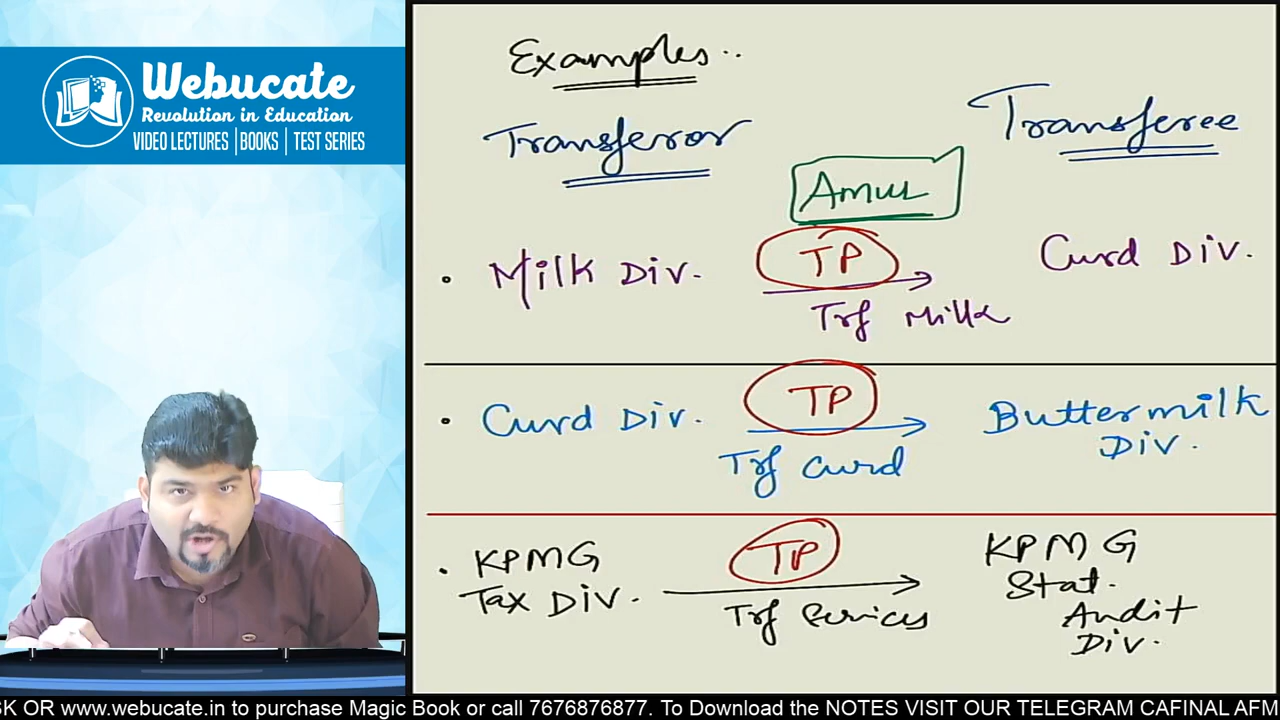 Webucate
Revolution in Education
VIDEO LECTURES | BOOKS | TEST SERIES
Examples..
Transferor
Transferee
Amul
• Milk Div.
TP
Trf Milk
Curd Div.
• Curd Div.
TP
Trf Curd
Buttermilk
Div.
• KPMG
Tax Div.
TP
Trf Services
KPMG
Stat.
Audit
Div.
SK OR www.webucate.in to purchase Magic Book or call 7676876877. To Download the NOTES VISIT OUR TELEGRAM CAFINAL AFM